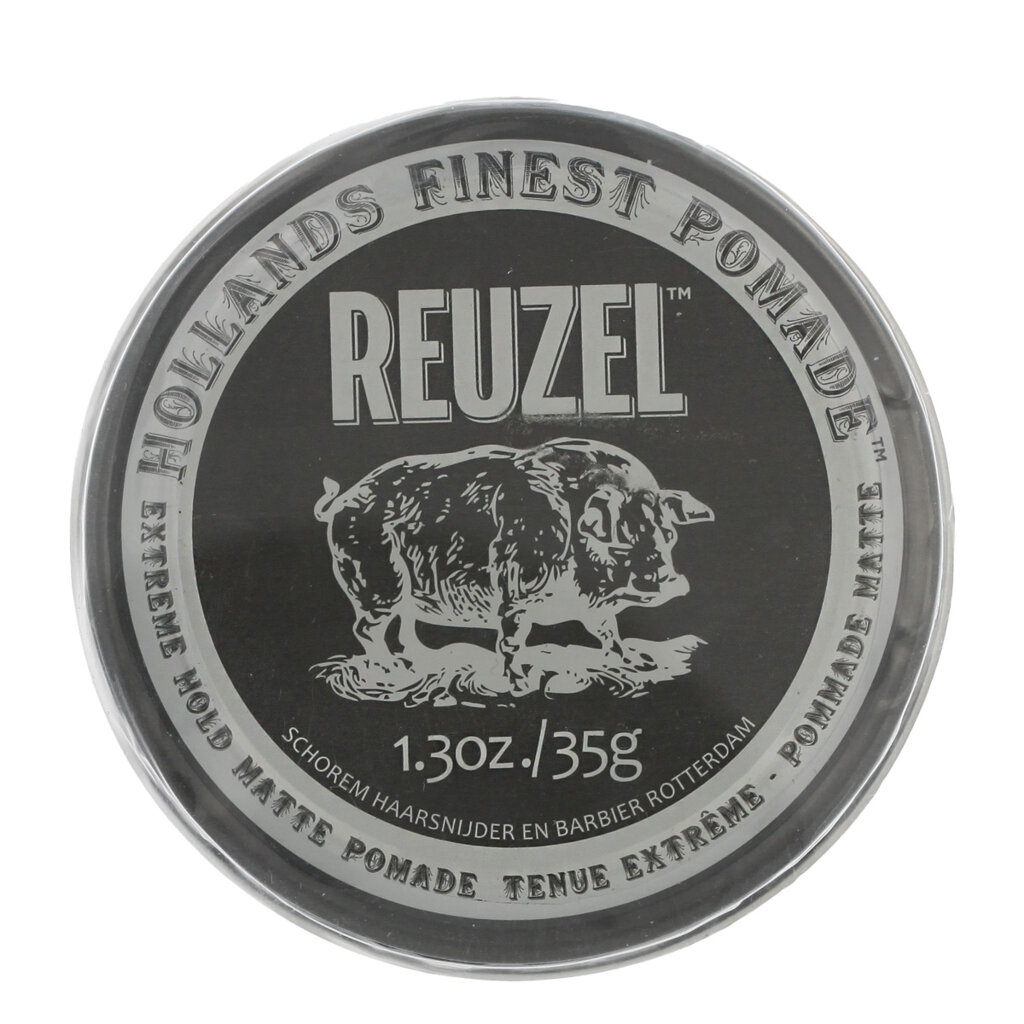 HOLLANDS FINEST POMADE™
REUZEL™
1.3oz./35g
SCHOREM HAARSNIJDER EN BARBIER ROTTERDAM
EXTREME HOLD MATTE POMADE TENUE EXTRÊME · POMMADE MATTE